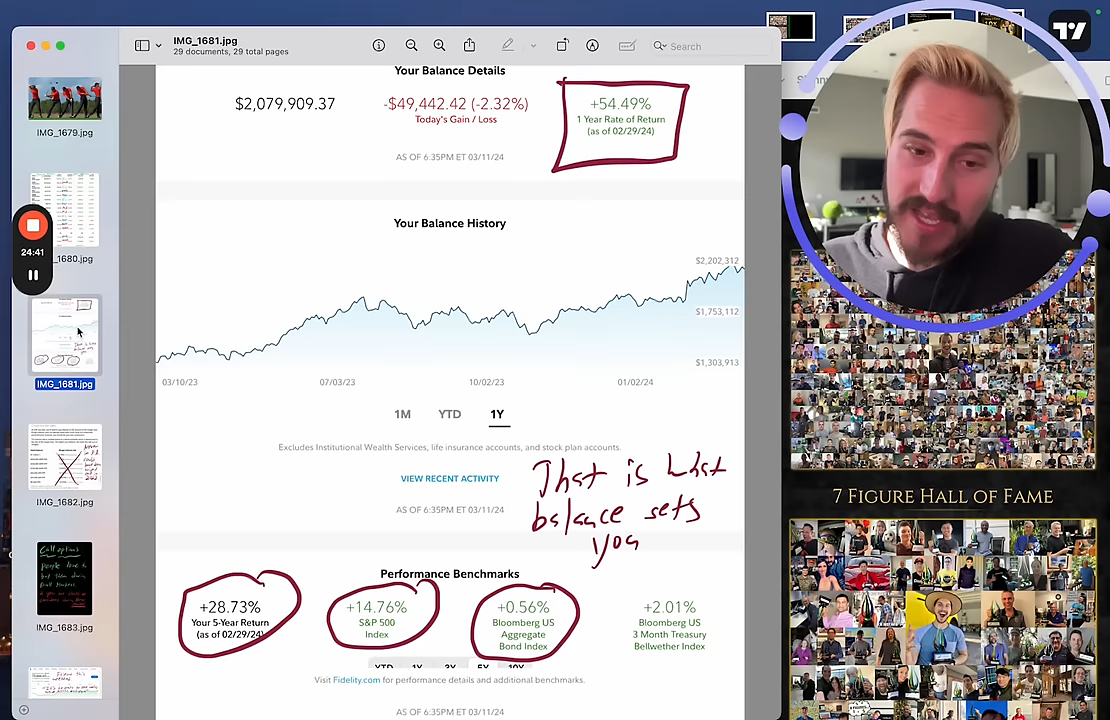 IMG_1681.jpg
29 documents, 29 total pages
Search
IMG_1679.jpg
24:41
_1680.jpg
IMG_1681.jpg
IMG_1682.jpg
Call options
IMG_1683.jpg
Your Balance Details
$2,079,909.37
-$49,442.42 (-2.32%)
Today's Gain / Loss
+54.49%
1 Year Rate of Return
(as of 02/29/24)
AS OF 6:35PM ET 03/11/24
Your Balance History
$2,202,312
$1,753,112
$1,303,913
03/10/23 07/03/23 10/02/23 01/02/24
1M YTD 1Y
Excludes Institutional Wealth Services, life insurance accounts, and stock plan accounts.
VIEW RECENT ACTIVITY
AS OF 6:35PM ET 03/11/24
That is what
balance gets
you
Performance Benchmarks
+28.73%
Your 5-Year Return
(as of 02/29/24)
+14.76%
S&P 500
Index
+0.56%
Bloomberg US
Aggregate
Bond Index
+2.01%
Bloomberg US
3 Month Treasury
Bellwether Index
YTD 1Y 3Y 5Y 10Y
Visit Fidelity.com for performance details and additional benchmarks.
AS OF 6:35PM ET 03/11/24
7 FIGURE HALL OF FAME